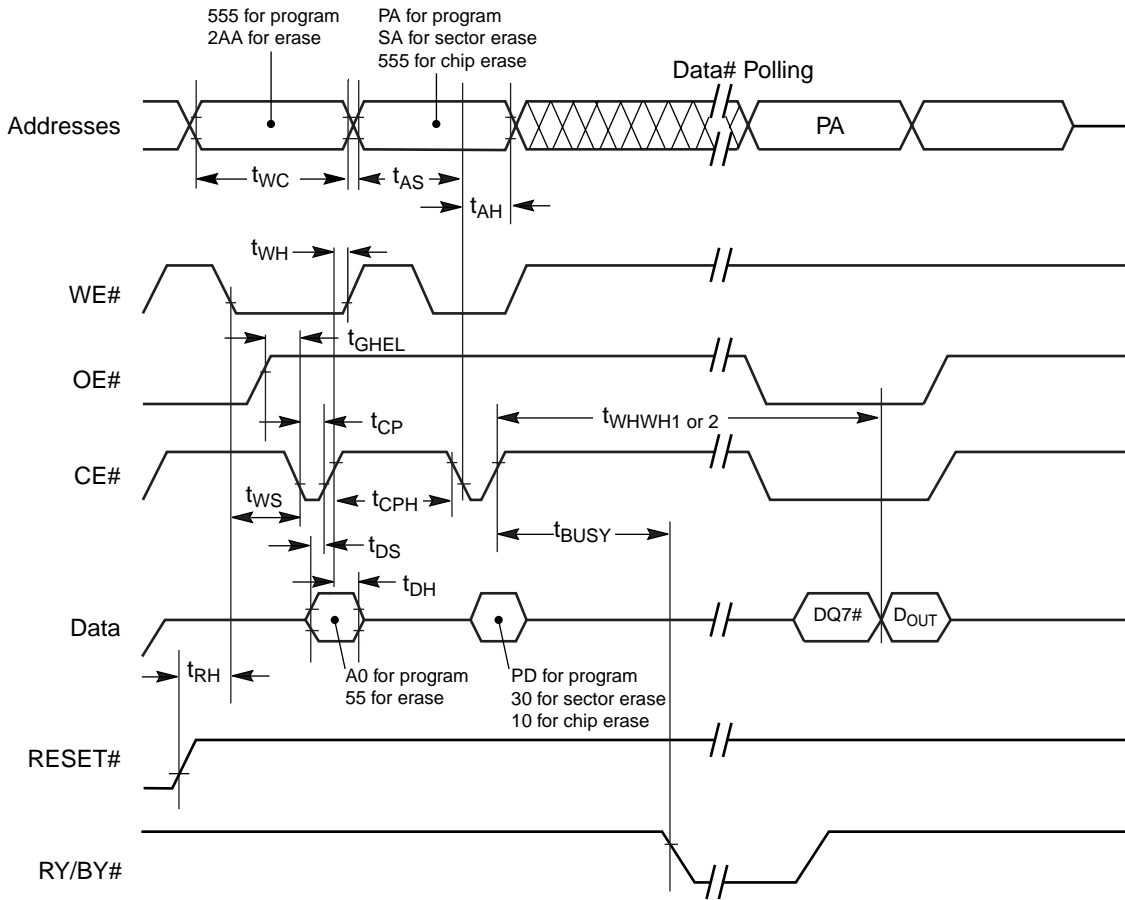 555 for program
2AA for erase
PA for program
SA for sector erase
555 for chip erase
Data# Polling
Addresses
PA
tWC
tAS
tAH
tWH
WE#
tGHEL
OE#
tCP
tWHWH1 or 2
CE#
tWS
tCPH
tBUSY
tDS
tDH
Data
DQ7#
DOUT
tRH
A0 for program
55 for erase
PD for program
30 for sector erase
10 for chip erase
RESET#
RY/BY#